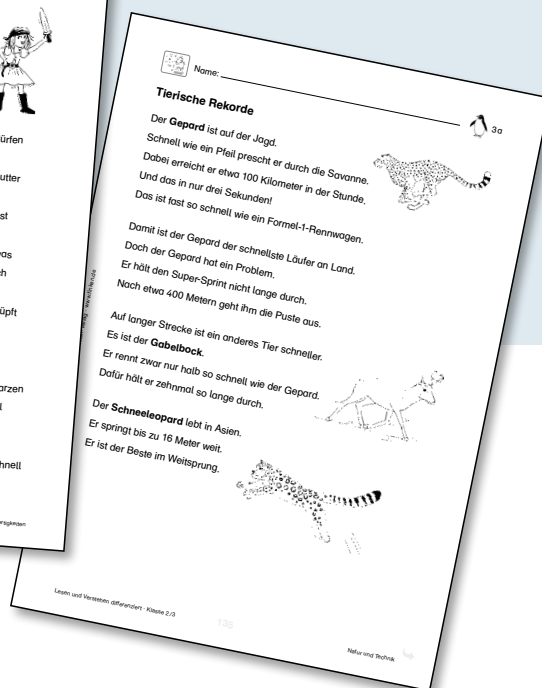 ürfen
utter
st
vas
ch
üpft
arzen
l
hnell
Name:
3a
Tierische Rekorde
Der Gepard ist auf der Jagd.
Schnell wie ein Pfeil prescht er durch die Savanne.
Dabei erreicht er etwa 100 Kilometer in der Stunde.
Und das in nur drei Sekunden!
Das ist fast so schnell wie ein Formel-1-Rennwagen.
Damit ist der Gepard der schnellste Läufer an Land.
Doch der Gepard hat ein Problem.
Er hält den Super-Sprint nicht lange durch.
Nach etwa 400 Metern geht ihm die Puste aus.
Auf langer Strecke ist ein anderes Tier schneller.
Es ist der Gabelbock.
Er rennt zwar nur halb so schnell wie der Gepard.
Dafür hält er zehnmal so lange durch.
Der Schneeleopard lebt in Asien.
Er springt bis zu 16 Meter weit.
Er ist der Beste im Weitsprung.
Lesen und Verstehen differenziert · Klasse 2/3
135
Natur und Technik